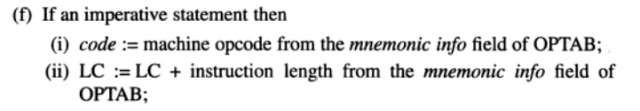 (f) If an imperative statement then
(i) code := machine opcode from the mnemonic info field of OPTAB;
(ii) LC := LC + instruction length from the mnemonic info field of
OPTAB;